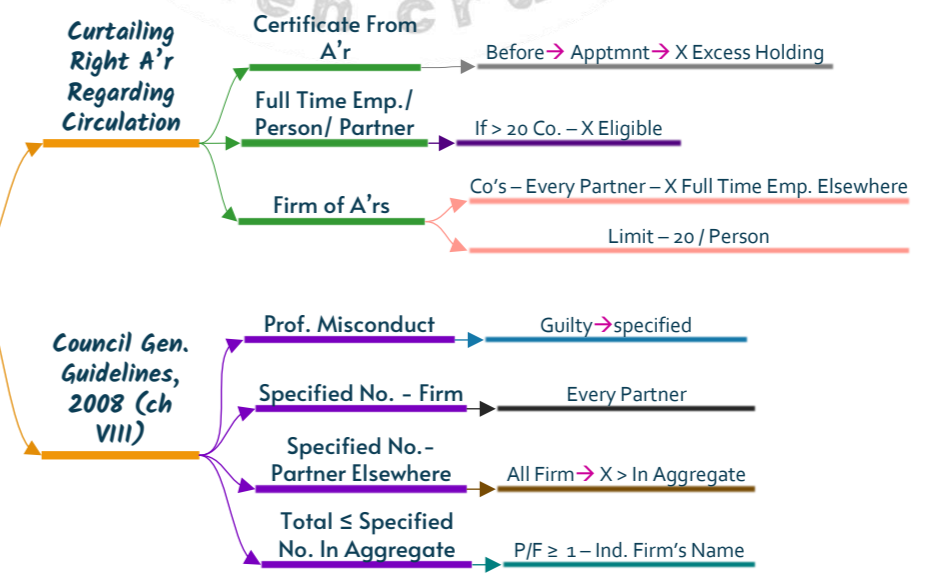 Curtailing
Right A'r
Regarding
Circulation
Certificate From
A'r
Before→ Apptmnt→ X Excess Holding
Full Time Emp./
Person/ Partner
If > 20 Co. – X Eligible
Firm of A'rs
Co's – Every Partner – X Full Time Emp. Elsewhere
Limit – 20 / Person
Council Gen.
Guidelines,
2008 (ch
VIII)
Prof. Misconduct
Guilty→specified
Specified No. - Firm
Every Partner
Specified No.-
Partner Elsewhere
All Firm→ X > In Aggregate
Total ≤ Specified
No. In Aggregate
P/F ≥ 1 – Ind. Firm's Name